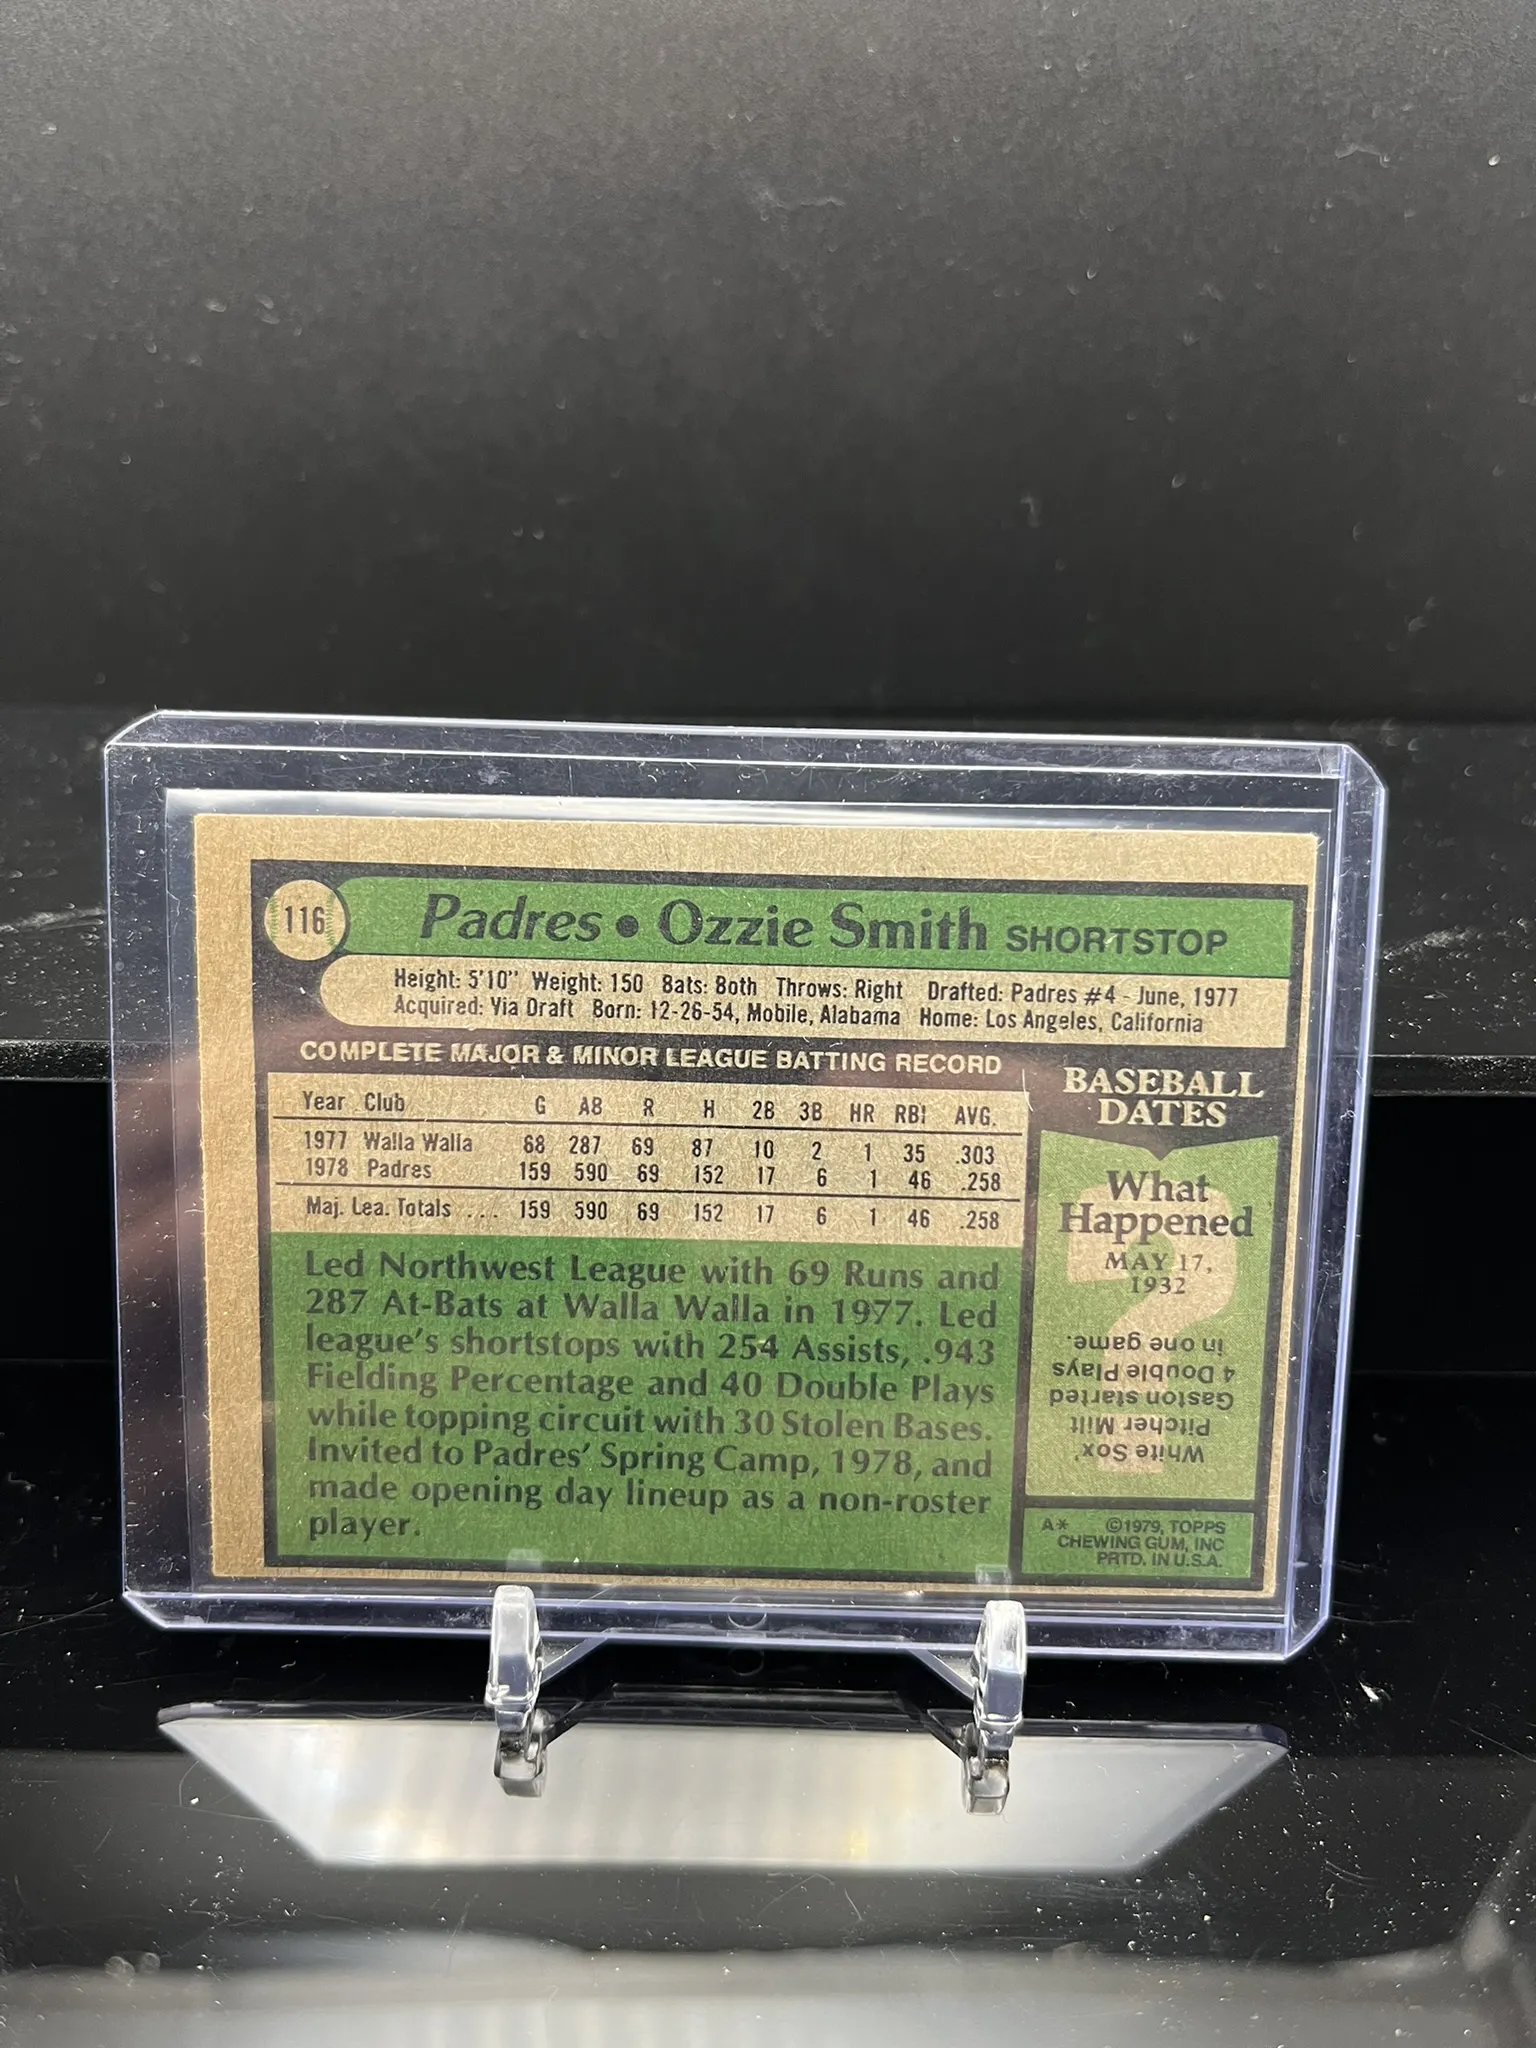 116
Padres • Ozzie Smith SHORTSTOP
Height: 5'10" Weight: 150 Bats: Both Throws: Right Drafted: Padres #4 - June, 1977
Acquired: Via Draft Born: 12-26-54, Mobile, Alabama Home: Los Angeles, California
COMPLETE MAJOR & MINOR LEAGUE BATTING RECORD
Year Club G AB R H 2B 3B HR RBI AVG.
1977 Walla Walla 68 287 69 87 10 2 1 35 .303
1978 Padres 159 590 69 152 17 6 1 46 .258
Maj. Lea. Totals ... 159 590 69 152 17 6 1 46 .258
Led Northwest League with 69 Runs and
287 At-Bats at Walla Walla in 1977. Led
league's shortstops with 254 Assists, .943
Fielding Percentage and 40 Double Plays
while topping circuit with 30 Stolen Bases.
Invited to Padres' Spring Camp, 1978, and
made opening day lineup as a non-roster
player.
BASEBALL
DATES
What
Happened
MAY 17,
1932
?
White Sox'
Pitcher Milt
Gaston started
4 Double Plays
in one game.
A* ©1979, TOPPS
CHEWING GUM, INC
PRTD. IN U.S.A.